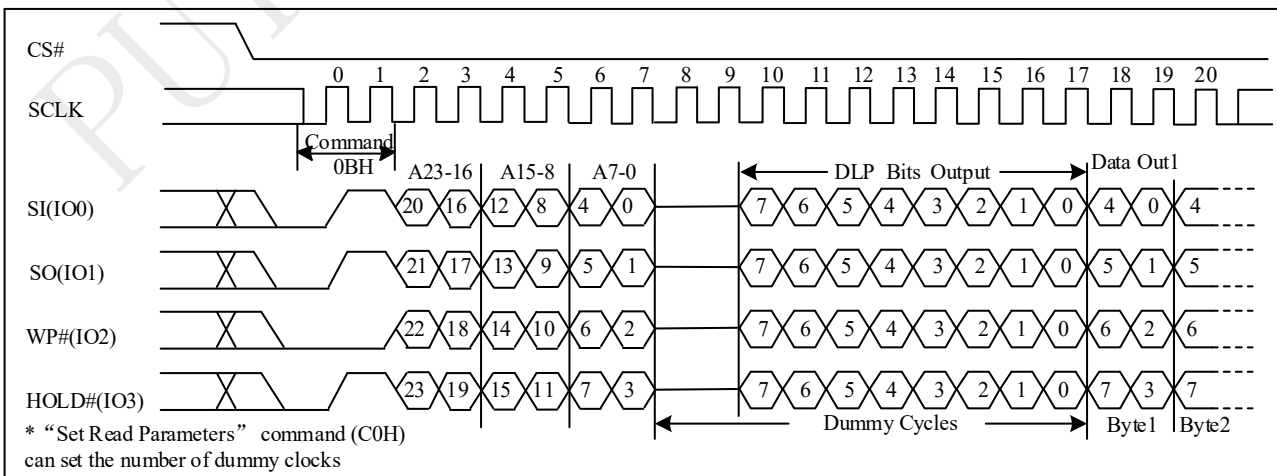 PUY
CS#
0 1 2 3 4 5 6 7 8 9 10 11 12 13 14 15 16 17 18 19 20
SCLK
Command
0BH
A23-16 A15-8 A7-0 DLP Bits Output Data Out1
SI(IO0) 20 16 12 8 4 0 7 6 5 4 3 2 1 0 4 0 4
SO(IO1) 21 17 13 9 5 1 7 6 5 4 3 2 1 0 5 1 5
WP#(IO2) 22 18 14 10 6 2 7 6 5 4 3 2 1 0 6 2 6
HOLD#(IO3) 23 19 15 11 7 3 7 6 5 4 3 2 1 0 7 3 7
Dummy Cycles Byte1 Byte2
* “Set Read Parameters” command (C0H)
can set the number of dummy clocks